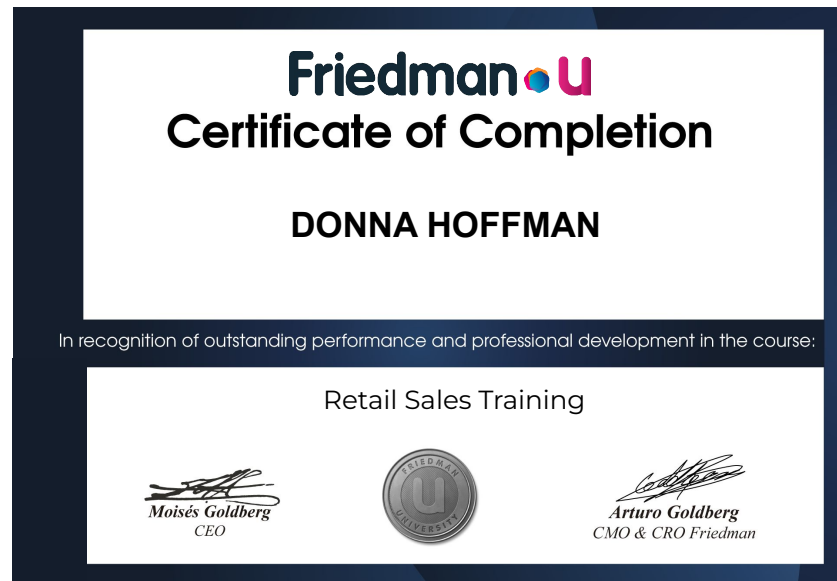 Friedman U
Certificate of Completion
DONNA HOFFMAN
In recognition of outstanding performance and professional development in the course:
Retail Sales Training
FRIEDMAN
U
UNIVERSITY
Moisés Goldberg
CEO
Arturo Goldberg
CMO & CRO Friedman